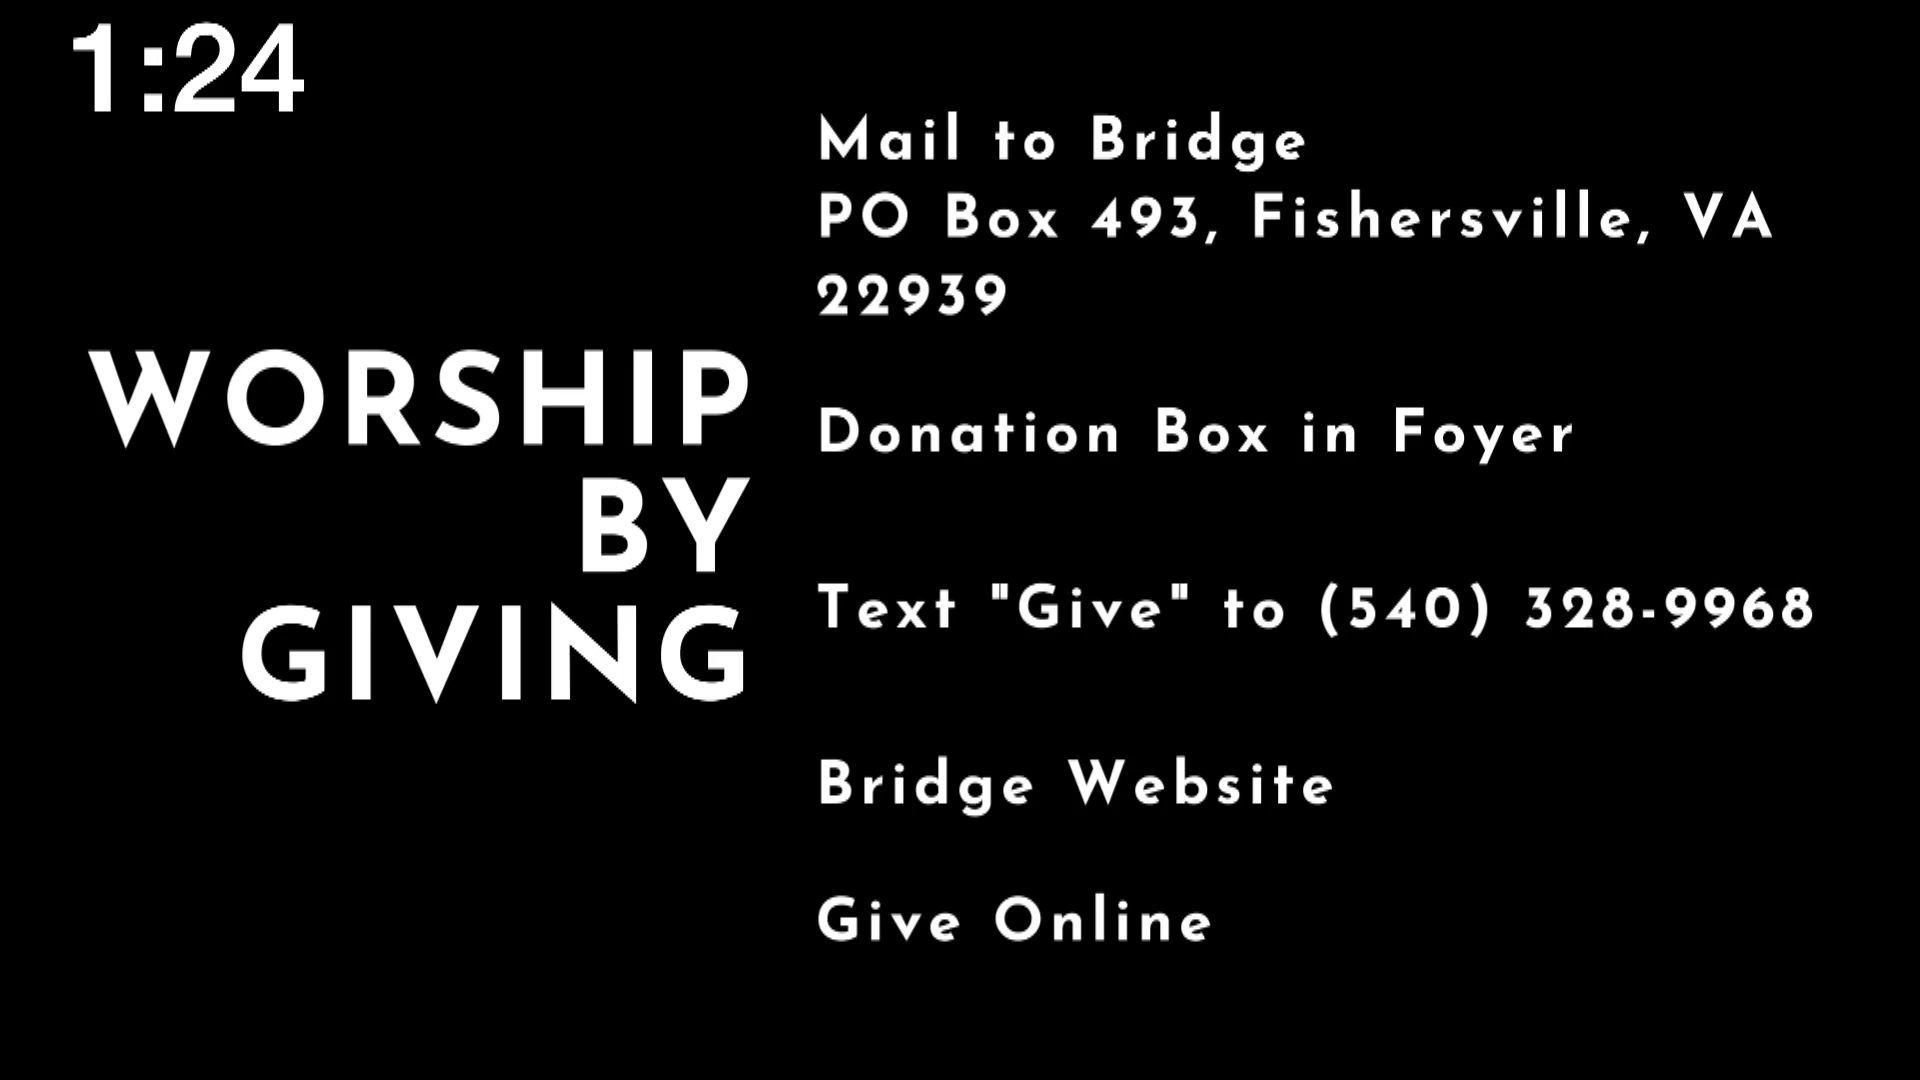 1:24
WORSHIP
BY
GIVING
Mail to Bridge
PO Box 493, Fishersville, VA
22939
Donation Box in Foyer
Text "Give" to (540) 328-9968
Bridge Website
Give Online